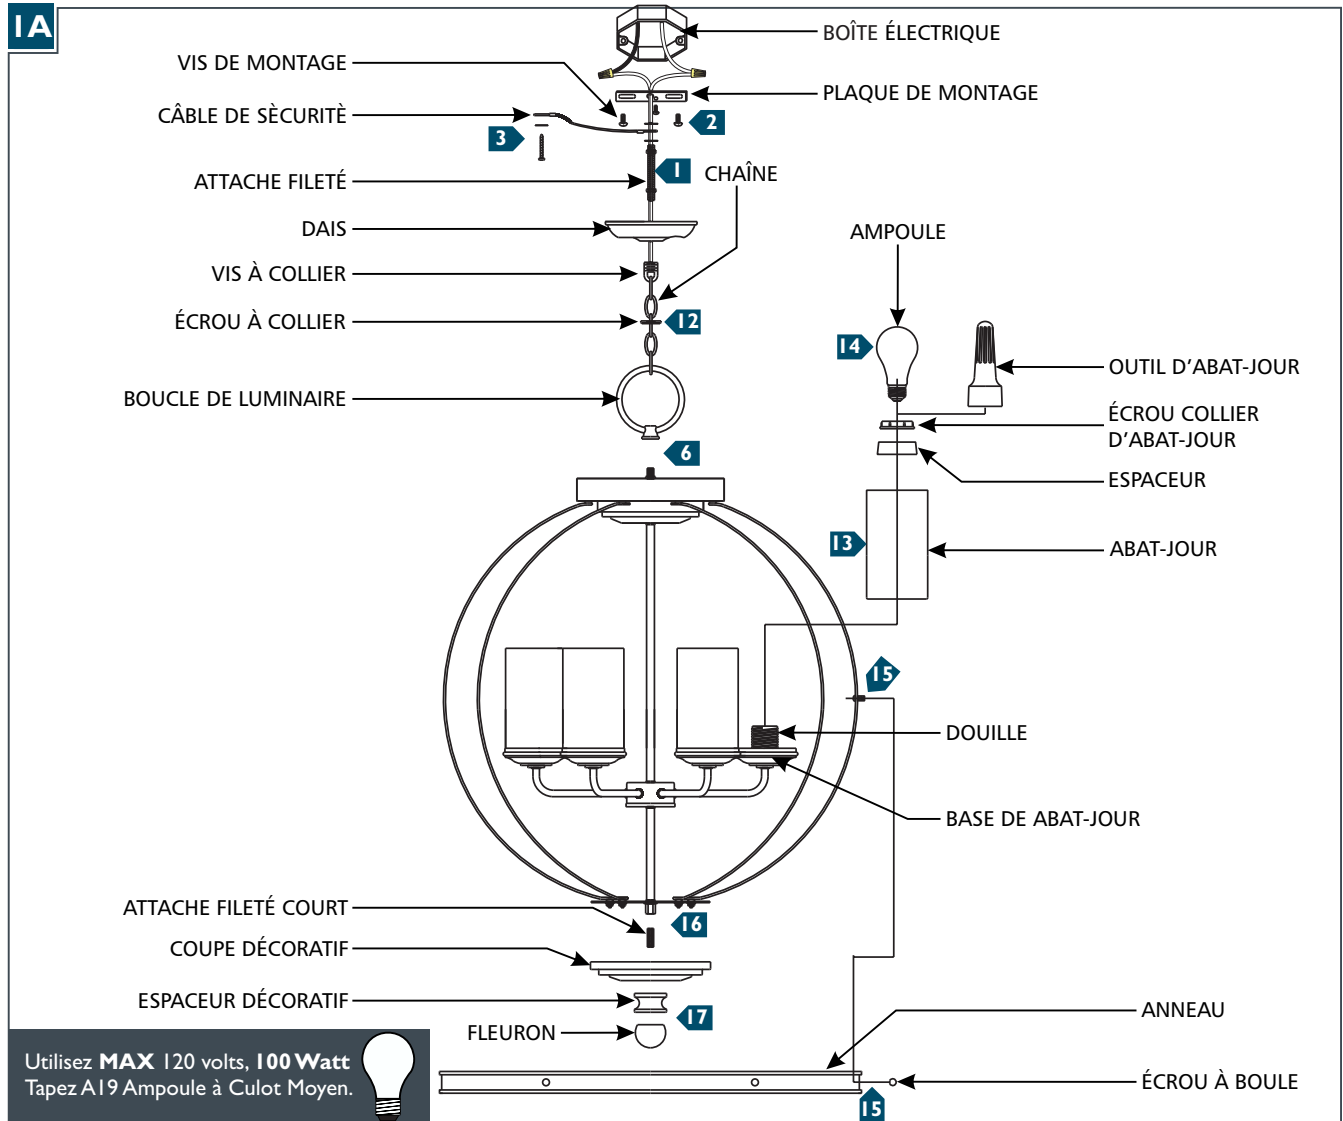 1A
BOÎTE ÉLECTRIQUE
VIS DE MONTAGE
PLAQUE DE MONTAGE
CÂBLE DE SÈCURITÈ
2
3
1
CHAÎNE
ATTACHE FILETÉ
DAIS
AMPOULE
VIS À COLLIER
ÉCROU À COLLIER
12
14
OUTIL D'ABAT-JOUR
BOUCLE DE LUMINAIRE
ÉCROU COLLIER
D'ABAT-JOUR
6
ESPACEUR
13
ABAT-JOUR
15
DOUILLE
BASE DE ABAT-JOUR
ATTACHE FILETÉ COURT
16
COUPE DÉCORATIF
ESPACEUR DÉCORATIF
17
ANNEAU
FLEURON
Utilisez MAX 120 volts, 100 Watt
Tapez A19 Ampoule à Culot Moyen.
ÉCROU À BOULE
15